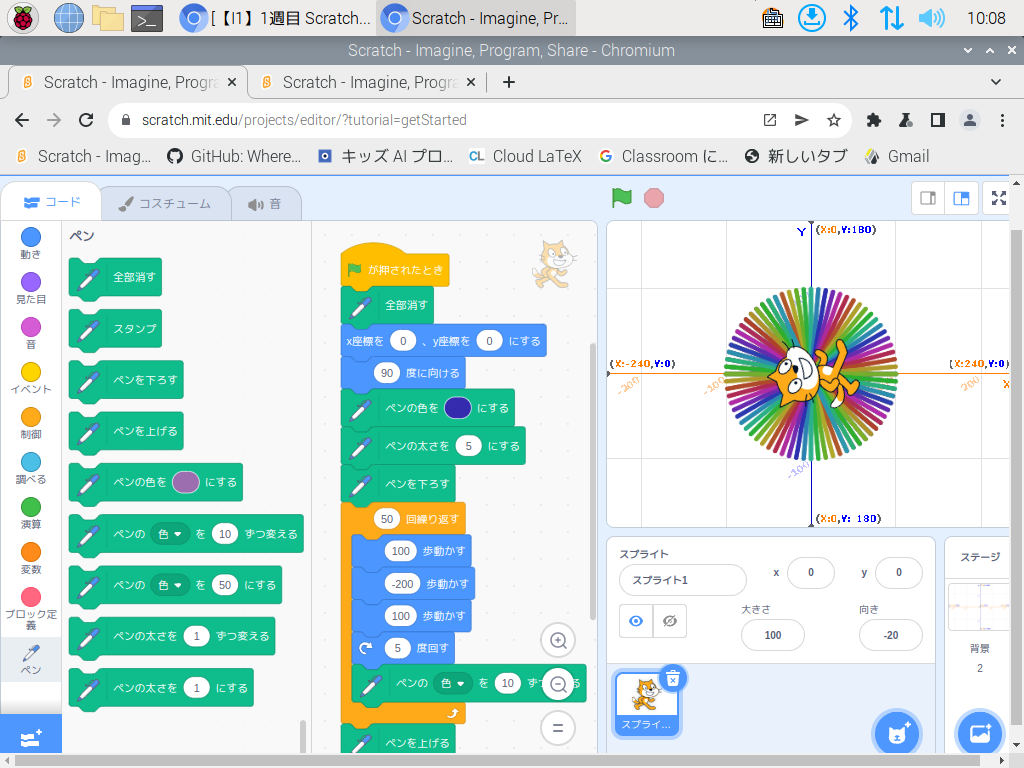 [【I1】1週目 Scratch...
Scratch - Imagine, Pr...
10:08
Scratch - Imagine, Program, Share - Chromium
Scratch - Imagine, Progra
Scratch - Imagine, Progra
scratch.mit.edu/projects/editor/?tutorial=getStarted
Scratch - Imag...
GitHub: Where...
キッズ AI プロ...
CL Cloud LaTeX
Classroom に...
新しいタブ
Gmail
コード
コスチューム
音
動き
見た目
音
イベント
制御
調べる
演算
変数
ブロック定義
ペン
ペン
全部消す
スタンプ
ペンを下ろす
ペンを上げる
ペンの色を にする
ペンの 色 を 10 ずつ変える
ペンの 色 を 50 にする
ペンの太さを 1 ずつ変える
ペンの太さを 1 にする
が押されたとき
全部消す
x座標を 0 、y座標を 0 にする
90 度に向ける
ペンの色を にする
ペンの太さを 5 にする
ペンを下ろす
50 回繰り返す
100 歩動かす
-200 歩動かす
100 歩動かす
5 度回す
ペンの 色 を 10 ずつ る
ペンを上げる
Y (X:0,Y:180)
(X:-240,Y:0)
(X:240,Y:0)
-200
-100
200
X
-100
(X:0,Y:-180)
スプライト
スプライト1
x 0
y 0
大きさ
100
向き
-20
スプライ...
ステージ
背景
2